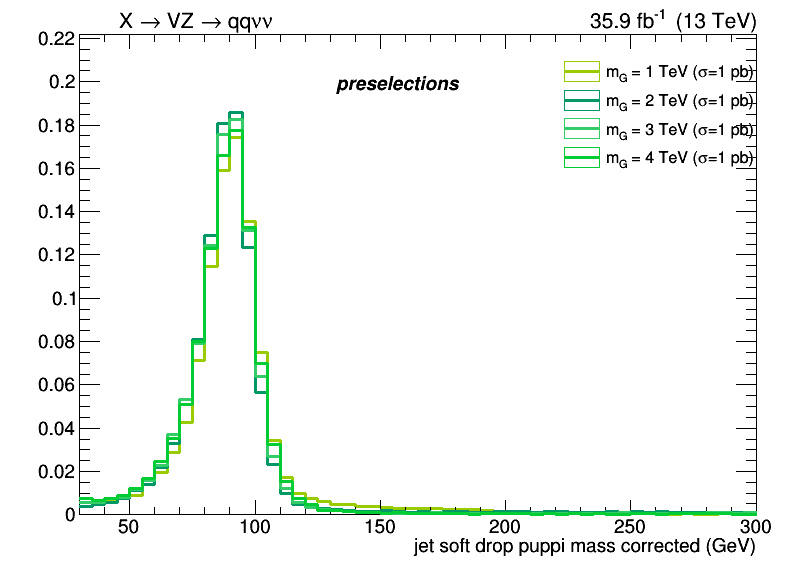 X → VZ → qqνν
35.9 fb⁻¹ (13 TeV)
preselections
m_G = 1 TeV (σ=1 pb)
m_G = 2 TeV (σ=1 pb)
m_G = 3 TeV (σ=1 pb)
m_G = 4 TeV (σ=1 pb)
0.22
0.2
0.18
0.16
0.14
0.12
0.1
0.08
0.06
0.04
0.02
0
50 100 150 200 250 300
jet soft drop puppi mass corrected (GeV)